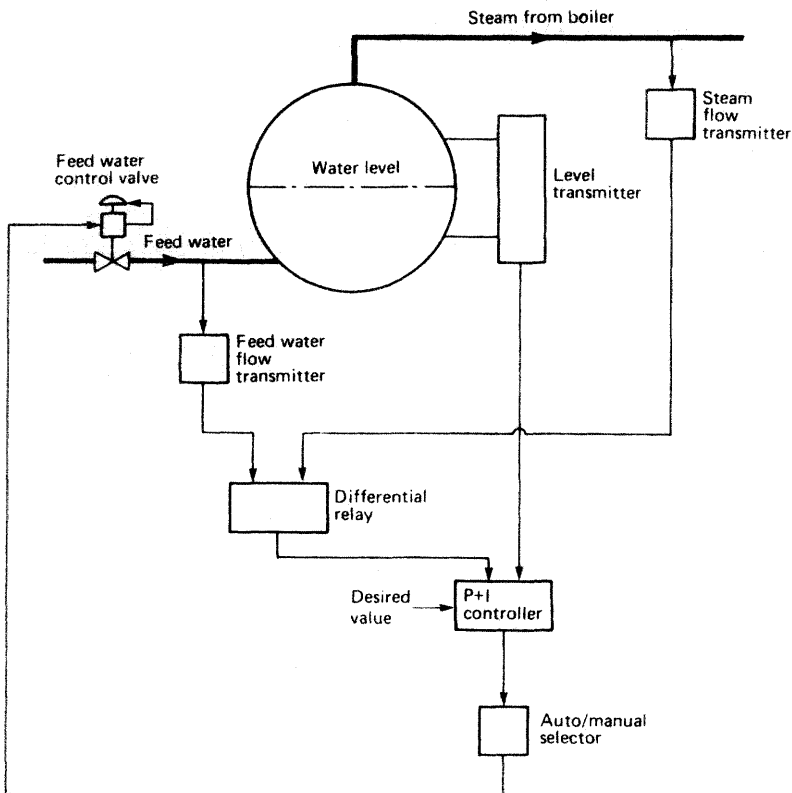 Steam from boiler
Steam
flow
transmitter
Feed water
control valve
Water level
Level
transmitter
Feed water
Feed water
flow
transmitter
Differential
relay
Desired
value
P+I
controller
Auto/manual
selector